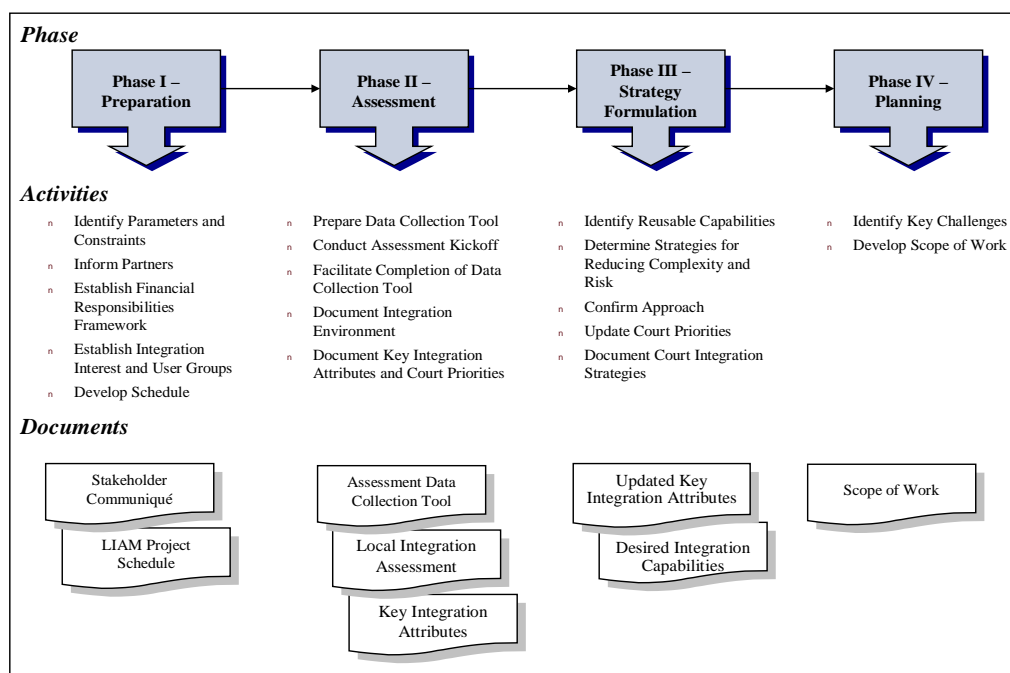 Phase
Phase I –
Preparation
Phase II –
Assessment
Phase III –
Strategy
Formulation
Phase IV –
Planning
Activities
n Identify Parameters and
Constraints
n Inform Partners
n Establish Financial
Responsibilities
Framework
n Establish Integration
Interest and User Groups
n Develop Schedule
n Prepare Data Collection Tool
n Conduct Assessment Kickoff
n Facilitate Completion of Data
Collection Tool
n Document Integration
Environment
n Document Key Integration
Attributes and Court Priorities
n Identify Reusable Capabilities
n Determine Strategies for
Reducing Complexity and
Risk
n Confirm Approach
n Update Court Priorities
n Document Court Integration
Strategies
n Identify Key Challenges
n Develop Scope of Work
Documents
Stakeholder
Communiqué
LIAM Project
Schedule
Assessment Data
Collection Tool
Local Integration
Assessment
Key Integration
Attributes
Updated Key
Integration Attributes
Desired Integration
Capabilities
Scope of Work